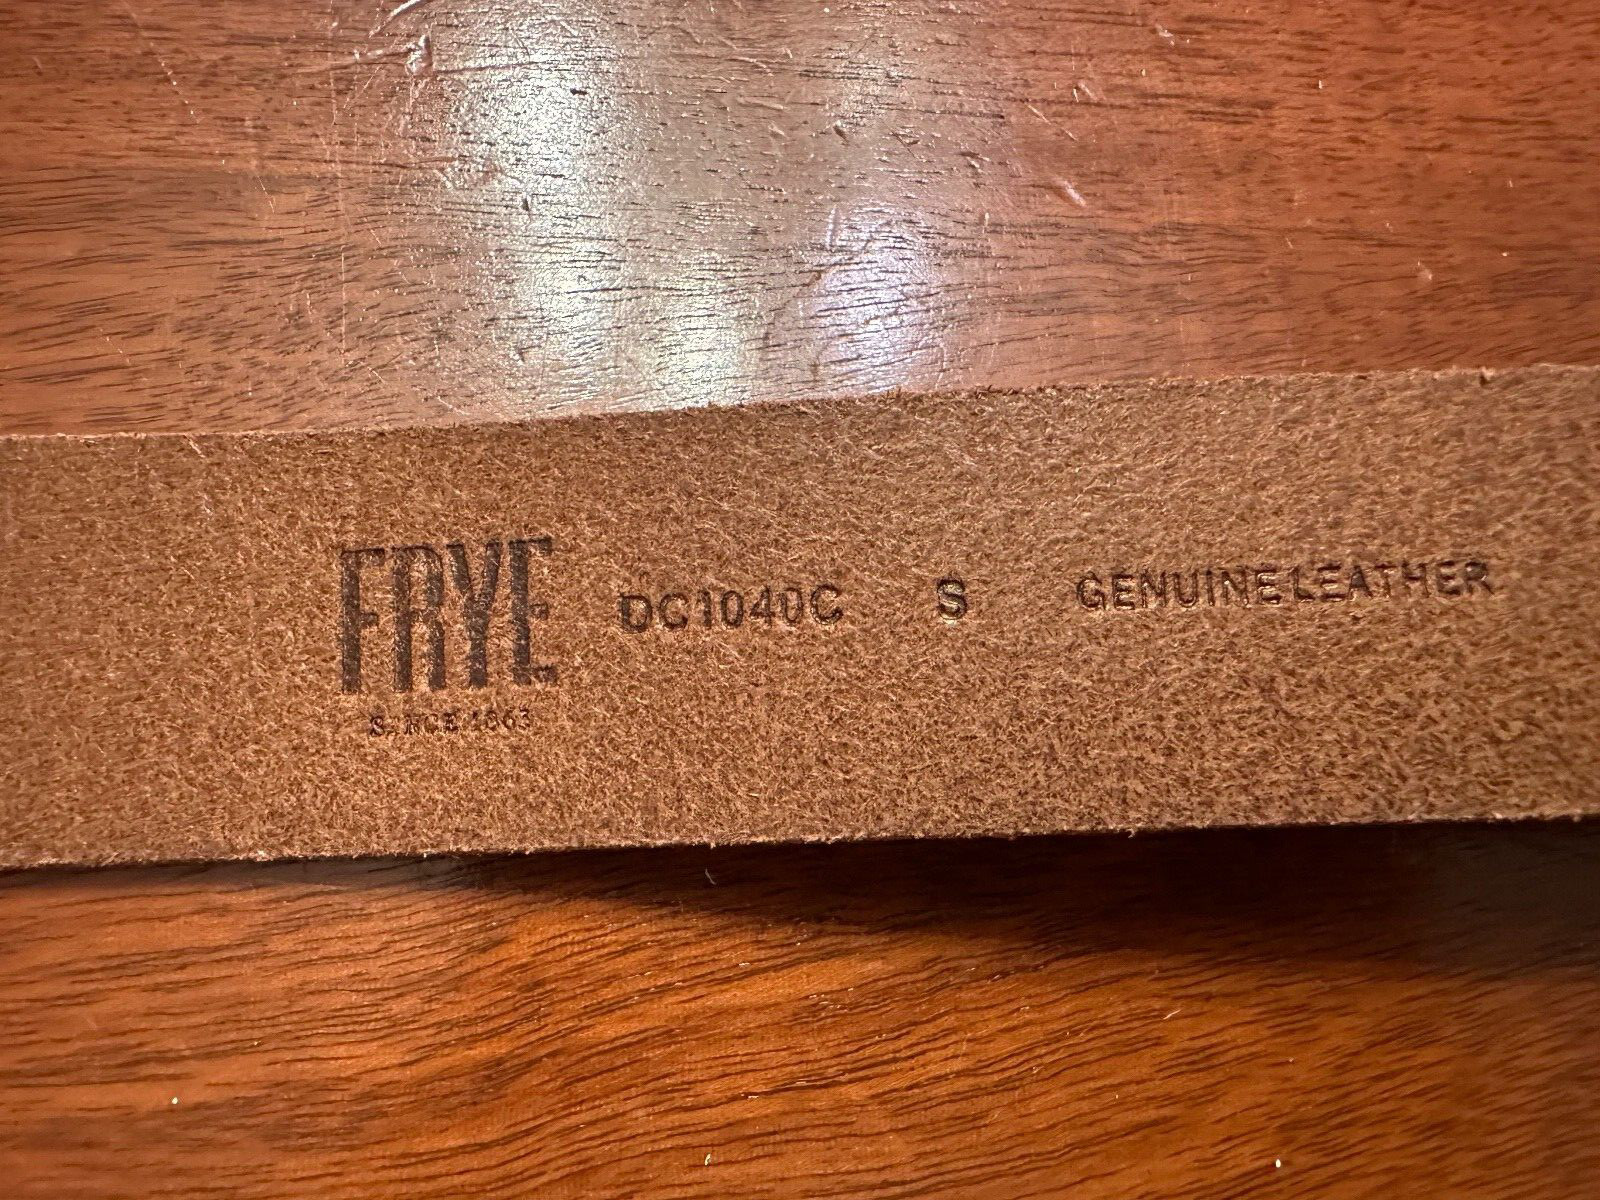 FRYE
SINCE 1863
DC1040C S GENUINE LEATHER